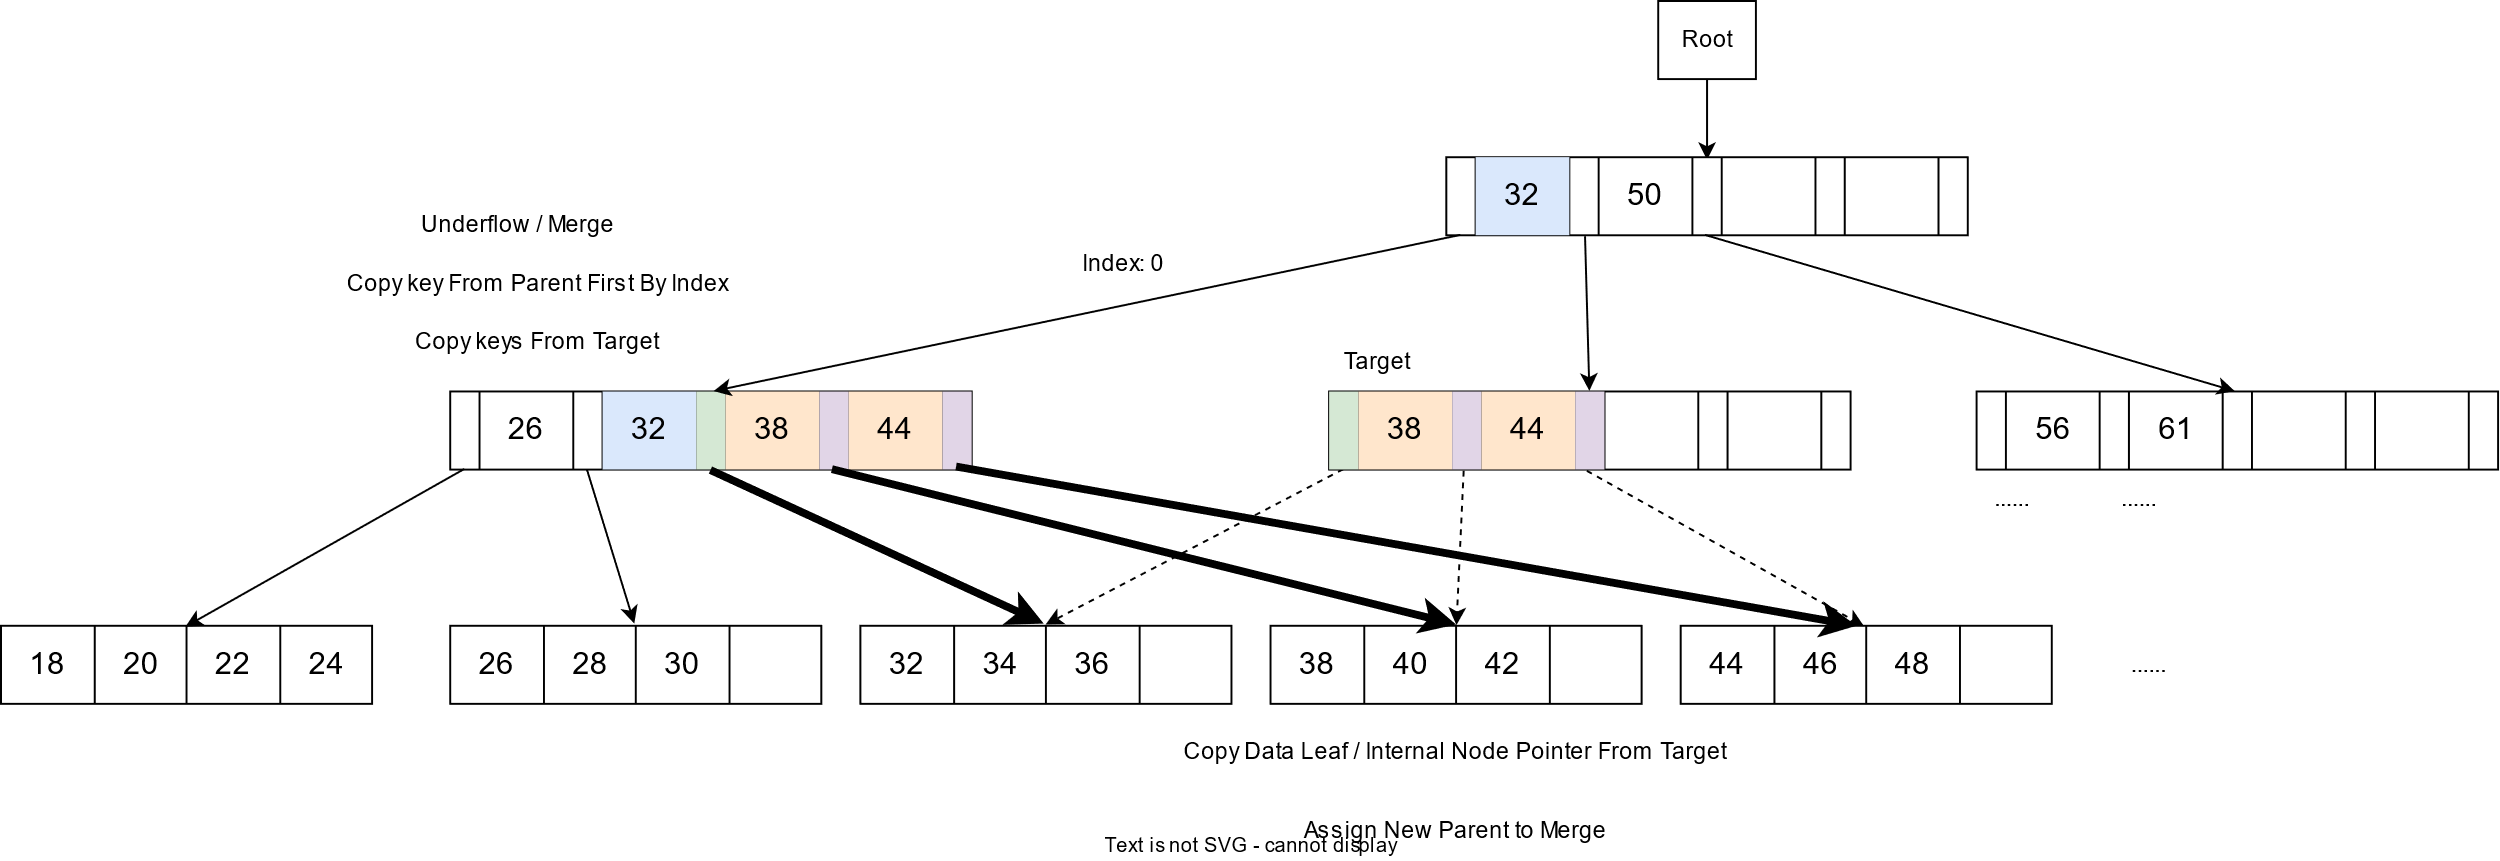 Root
32 50
Underflow / Merge
Index: 0
Copy key From Parent First By Index
Copy keys From Target
Target
26 32 38 44
38 44
56 61
...... ......
18 20 22 24
26 28 30
32 34 36
38 40 42
44 46 48
......
Copy Data Leaf / Internal Node Pointer From Target
Assign New Parent to Merge
Text is not SVG - cannot display